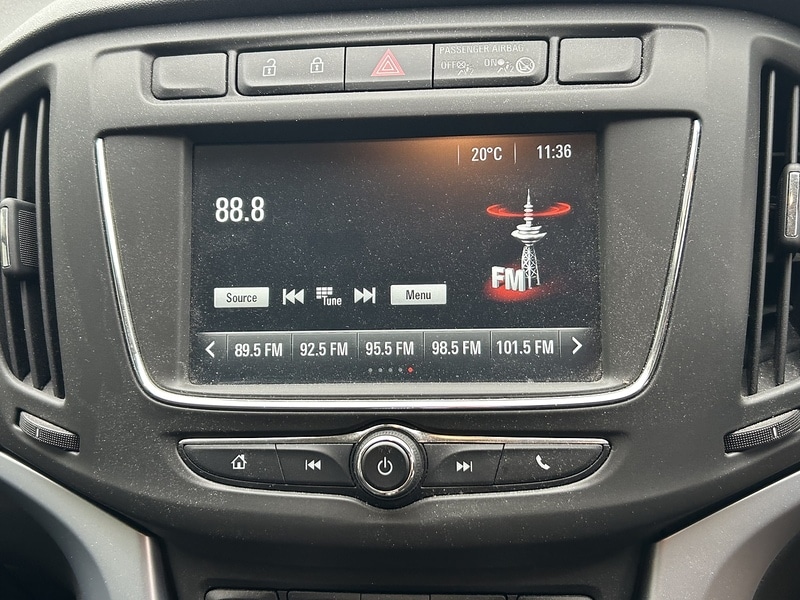 PASSENGER AIRBAG
OFF ON
20°C 11:36
88.8
FM
Source Tune Menu
89.5 FM 92.5 FM 95.5 FM 98.5 FM 101.5 FM